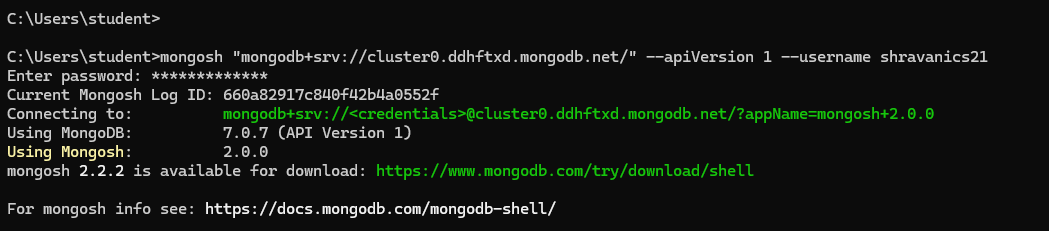 C:\Users\student>
C:\Users\student>mongosh "mongodb+srv://cluster0.ddhftxd.mongodb.net/" --apiVersion 1 --username shravanics21
Enter password: *************
Current Mongosh Log ID: 660a82917c840f42b4a0552f
Connecting to:          mongodb+srv://<credentials>@cluster0.ddhftxd.mongodb.net/?appName=mongosh+2.0.0
Using MongoDB:          7.0.7 (API Version 1)
Using Mongosh:          2.0.0
mongosh 2.2.2 is available for download: https://www.mongodb.com/try/download/shell
For mongosh info see: https://docs.mongodb.com/mongodb-shell/